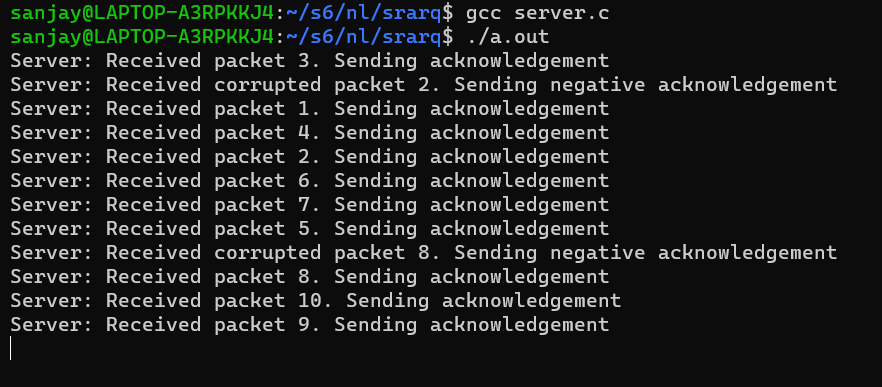 sanjay@LAPTOP-A3RPKKJ4:~/s6/nl/srarq$ gcc server.c
sanjay@LAPTOP-A3RPKKJ4:~/s6/nl/srarq$ ./a.out
Server: Received packet 3. Sending acknowledgement
Server: Received corrupted packet 2. Sending negative acknowledgement
Server: Received packet 1. Sending acknowledgement
Server: Received packet 4. Sending acknowledgement
Server: Received packet 2. Sending acknowledgement
Server: Received packet 6. Sending acknowledgement
Server: Received packet 7. Sending acknowledgement
Server: Received packet 5. Sending acknowledgement
Server: Received corrupted packet 8. Sending negative acknowledgement
Server: Received packet 8. Sending acknowledgement
Server: Received packet 10. Sending acknowledgement
Server: Received packet 9. Sending acknowledgement